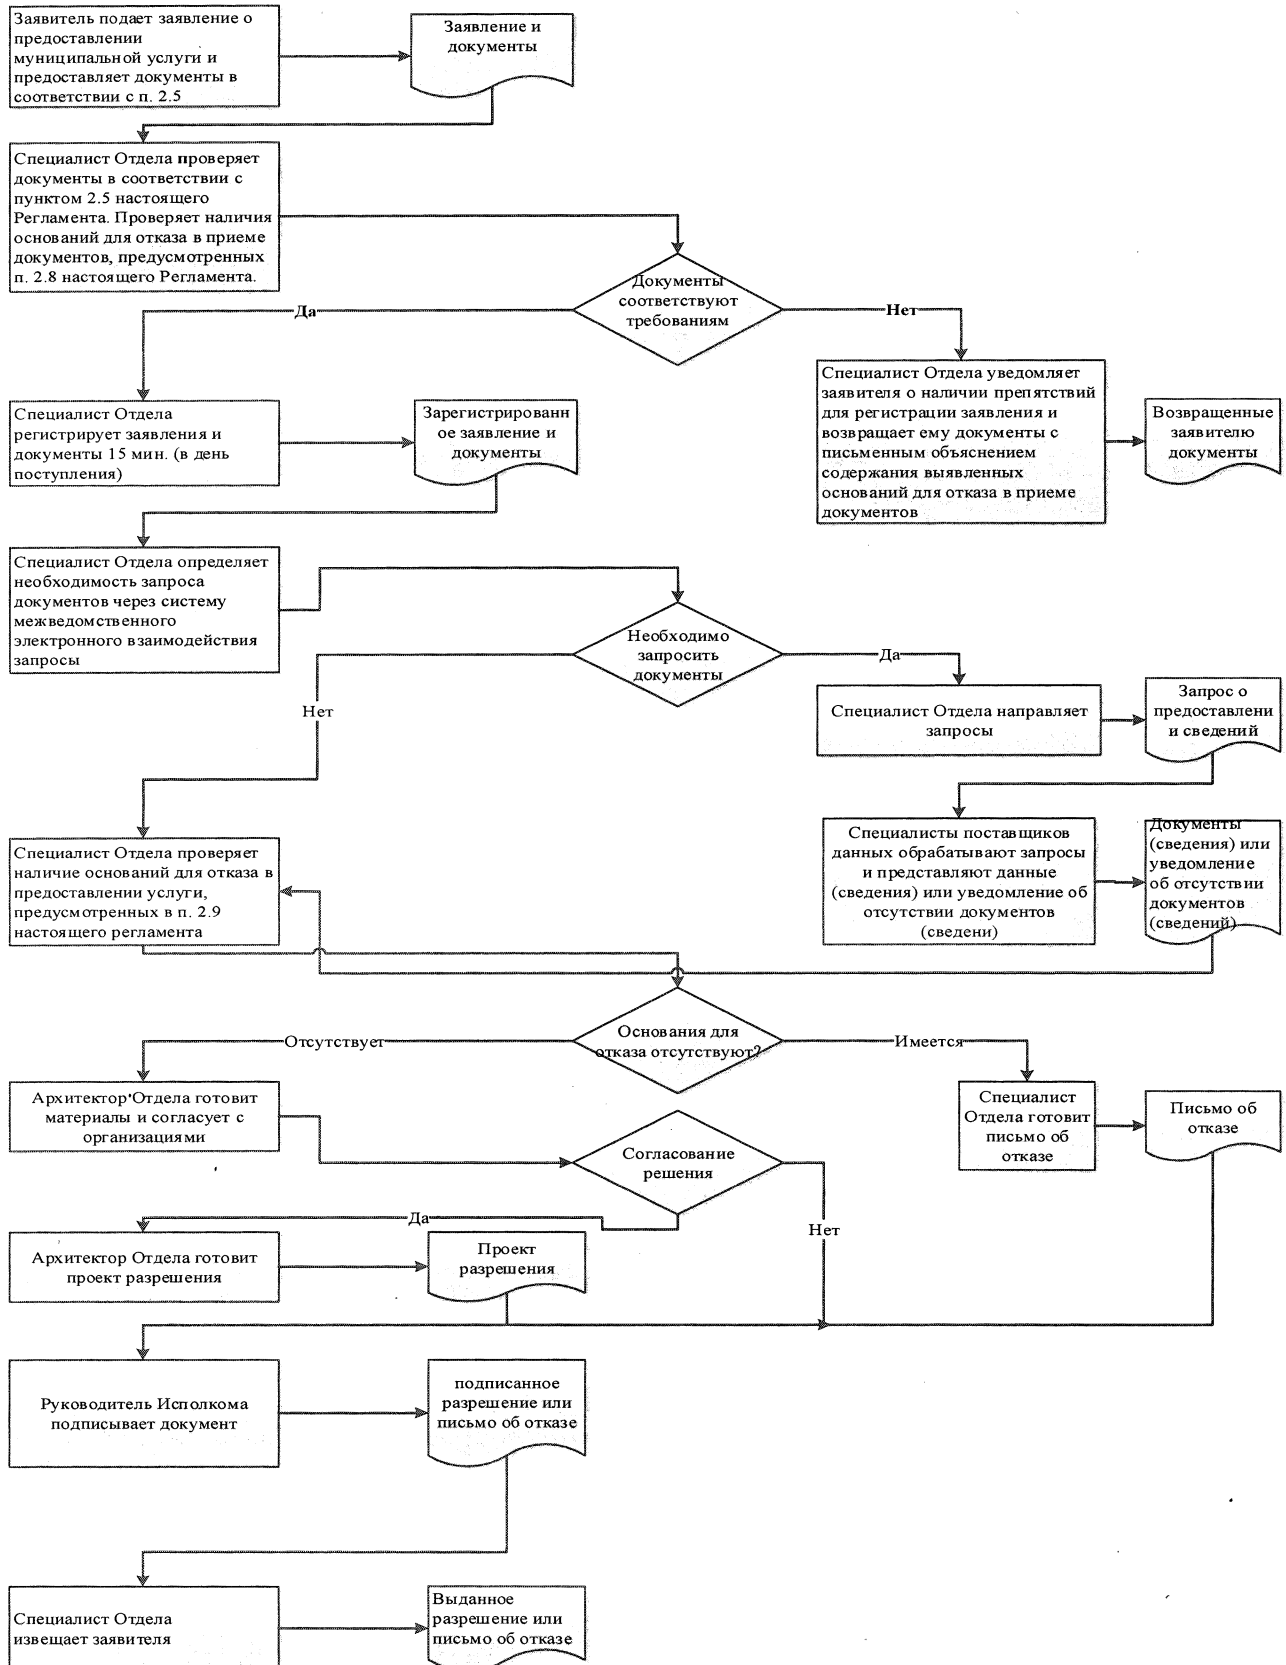 Заявитель подает заявление о
предоставлении
муниципальной услуги и
предоставляет документы в
соответствии с п. 2.5
Заявление и
документы
Специалист Отдела проверяет
документы в соответствии с
пунктом 2.5 настоящего
Регламента. Проверяет наличия
оснований для отказа в приеме
документов, предусмотренных
п. 2.8 настоящего Регламента.
Документы
соответствуют
требованиям
Да
Нет
Специалист Отдела
регистрирует заявления и
документы 15 мин. (в день
поступления)
Зарегистрированн
ое заявление и
документы
Специалист Отдела уведомляет
заявителя о наличии препятствий
для регистрации заявления и
возвращает ему документы с
письменным объяснением
содержания выявленных
оснований для отказа в приеме
документов
Возвращенные
заявителю
документы
Специалист Отдела определяет
необходимость запроса
документов через систему
межведомственного
электронного взаимодействия
запросы
Необходимо
запросить
документы
Да
Нет
Специалист Отдела направляет
запросы
Запрос о
предоставлени
и сведений
Специалист Отдела проверяет
наличие оснований для отказа в
предоставлении услуги,
предусмотренных в п. 2.9
настоящего регламента
Специалисты поставщиков
данных обрабатывают запросы
и представляют данные
(сведения) или уведомление об
отсутствии документов
(сведени)
Документы
(сведения) или
уведомление
об отсутствии
документов
(сведений)
Основания для
отказа отсутствуют?
Отсутствует
Имеется
Архитектор Отдела готовит
материалы и согласует с
организациями
Согласование
решения
Специалист
Отдела готовит
письмо об
отказе
Письмо об
отказе
Да
Нет
Архитектор Отдела готовит
проект разрешения
Проект
разрешения
Руководитель Исполкома
подписывает документ
подписанное
разрешение или
письмо об отказе
Специалист Отдела
извещает заявителя
Выданное
разрешение или
письмо об отказе